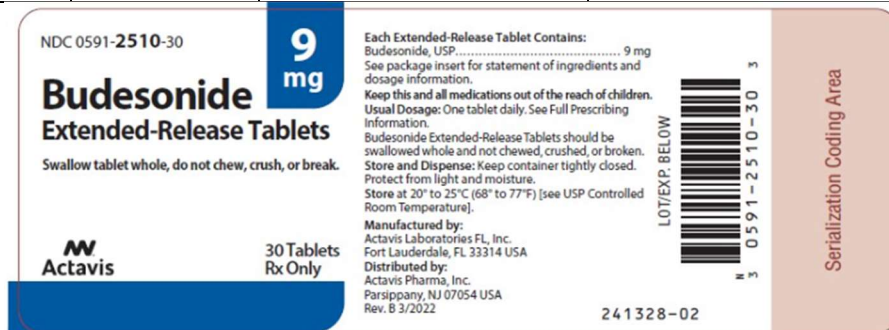 NDC 0591-2510-30
9
mg
Budesonide
Extended-Release Tablets
Swallow tablet whole, do not chew, crush, or break.
Actavis
30 Tablets
Rx Only
Each Extended-Release Tablet Contains:
Budesonide, USP............................................. 9 mg
See package insert for statement of ingredients and
dosage information.
Keep this and all medications out of the reach of children.
Usual Dosage: One tablet daily. See Full Prescribing
Information.
Budesonide Extended-Release Tablets should be
swallowed whole and not chewed, crushed, or broken.
Store and Dispense: Keep container tightly closed.
Protect from light and moisture.
Store at 20° to 25°C (68° to 77°F) [see USP Controlled
Room Temperature].
Manufactured by:
Actavis Laboratories FL, Inc.
Fort Lauderdale, FL 33314 USA
Distributed by:
Actavis Pharma, Inc.
Parsippany, NJ 07054 USA
Rev. B 3/2022
241328-02
LOT/EXP. BELOW
N 3 0591-2510-30 3
Serialization Coding Area